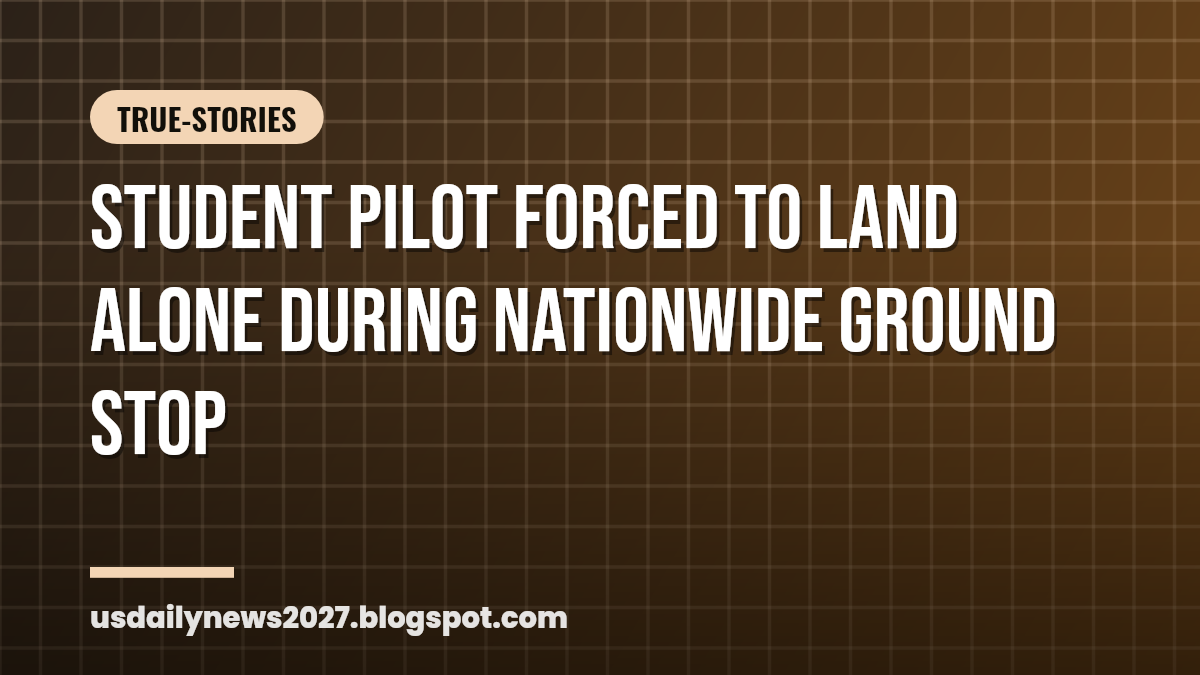 TRUE-STORIES
STUDENT PILOT FORCED TO LAND
ALONE DURING NATIONWIDE GROUND
STOP
usdailynews2027.blogspot.com